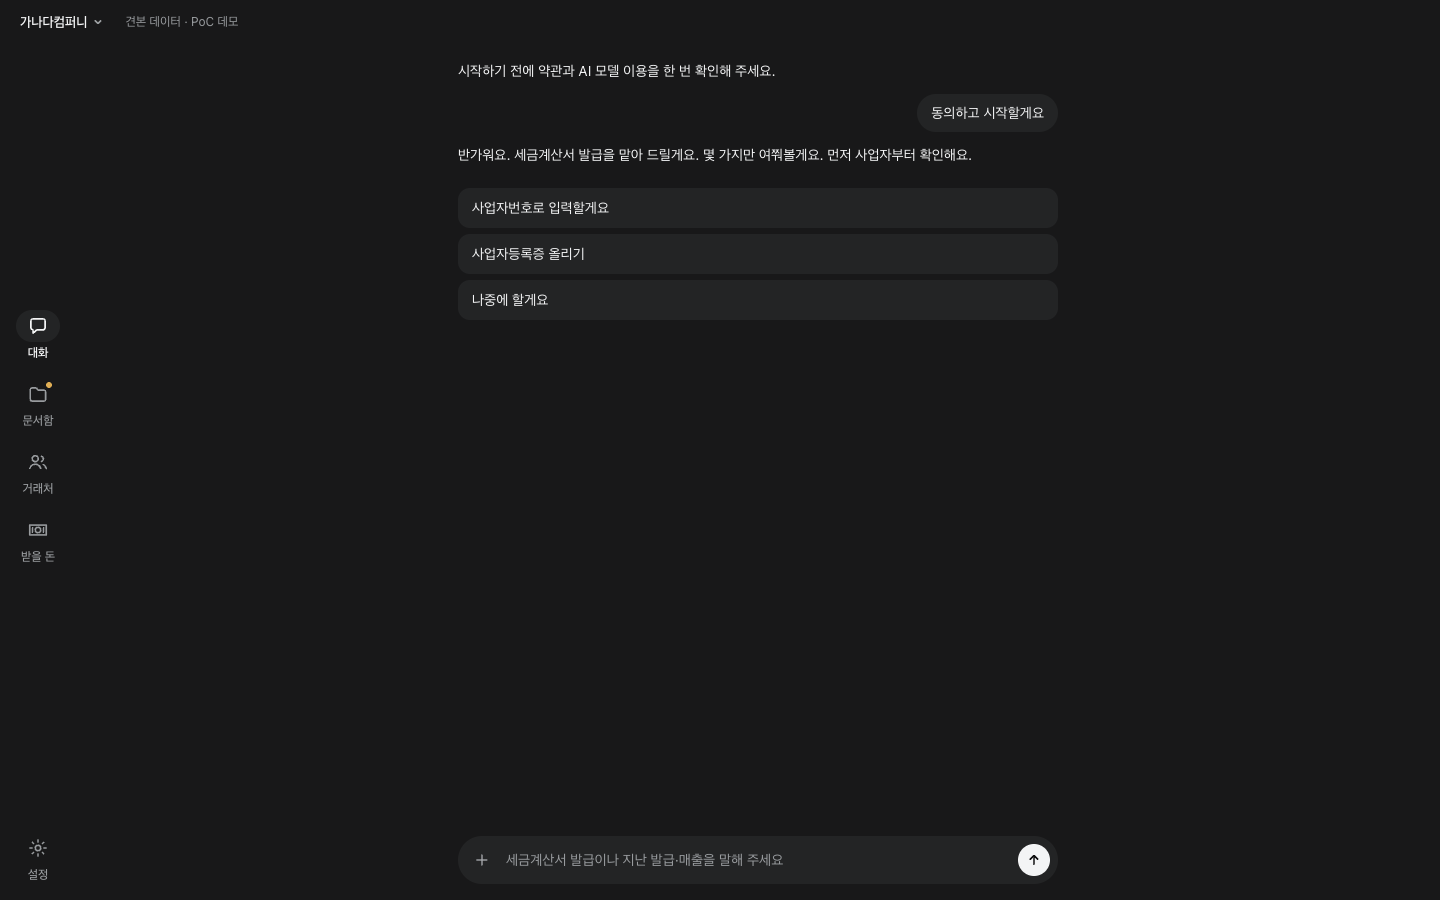 가나다컴퍼니
견본 데이터 · PoC 데모
시작하기 전에 약관과 AI 모델 이용을 한 번 확인해 주세요.
동의하고 시작할게요
반가워요. 세금계산서 발급을 맡아 드릴게요. 몇 가지만 여쭤볼게요. 먼저 사업자부터 확인해요.
사업자번호로 입력할게요
사업자등록증 올리기
나중에 할게요
대화
문서함
거래처
받을 돈
설정
세금계산서 발급이나 지난 발급·매출을 말해 주세요